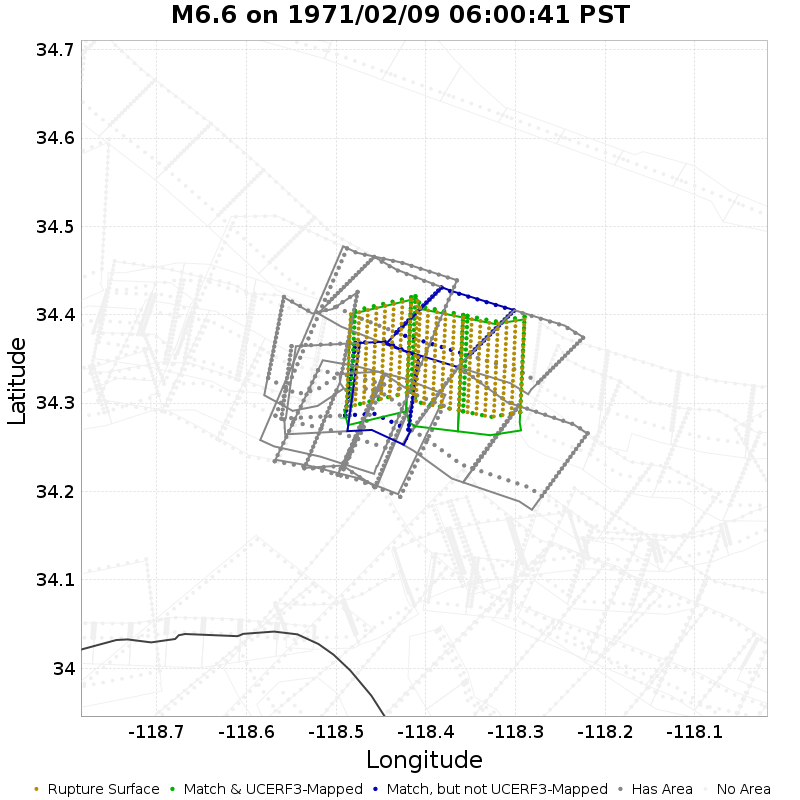 M6.6 on 1971/02/09 06:00:41 PST
34.7
34.6
34.5
34.4
34.3
34.2
34.1
34
Latitude
-118.7 -118.6 -118.5 -118.4 -118.3 -118.2 -118.1
Longitude
Rupture Surface Match & UCERF3-Mapped Match, but not UCERF3-Mapped Has Area No Area